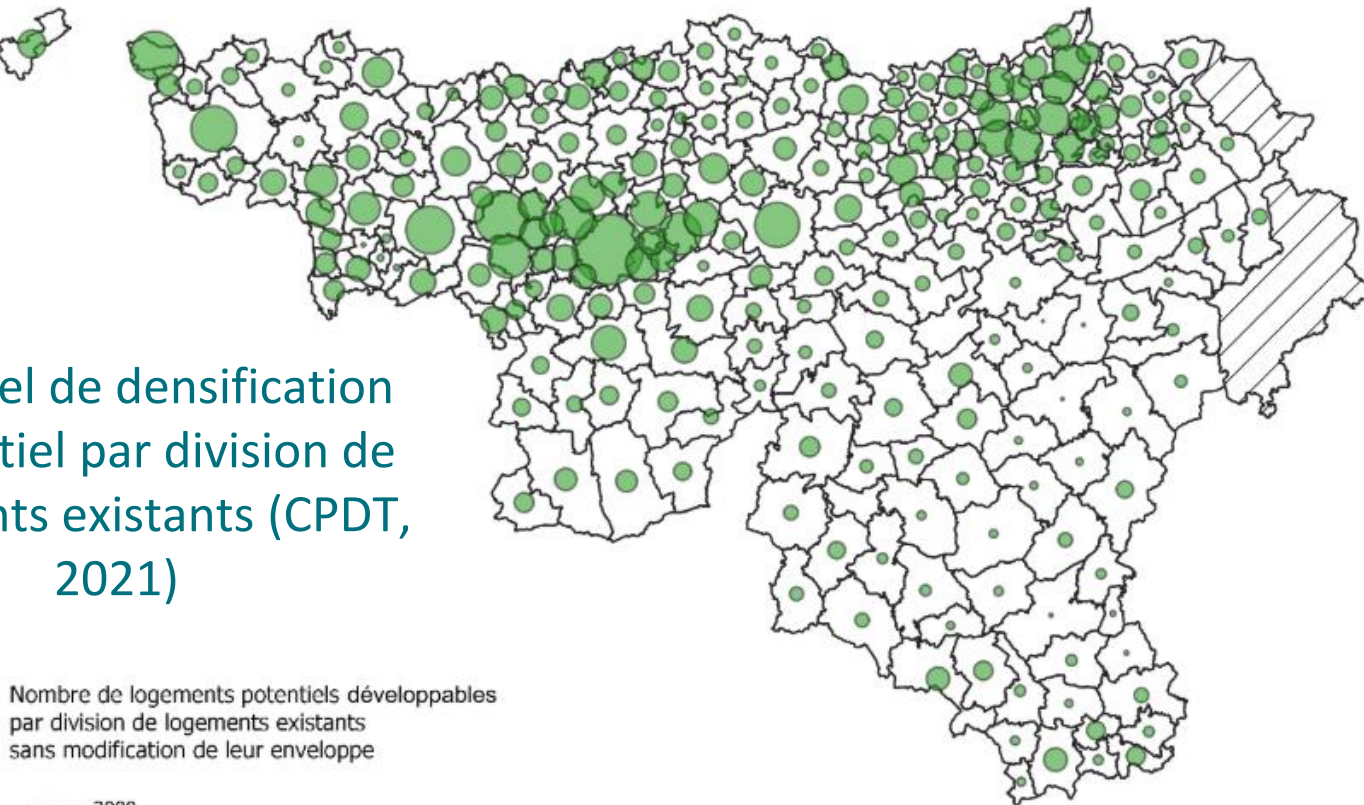 el de densification
tiel par division de
nts existants (CPDT,
2021)
Nombre de logements potentiels développables
par division de logements existants
sans modification de leur enveloppe